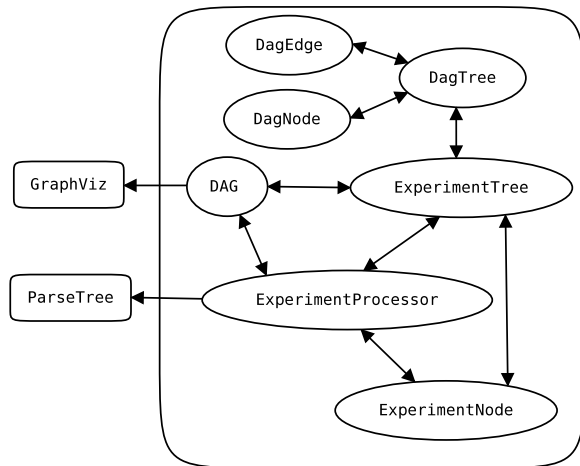 DagEdge
DagTree
DagNode
GraphViz
DAG
ExperimentTree
ParseTree
ExperimentProcessor
ExperimentNode